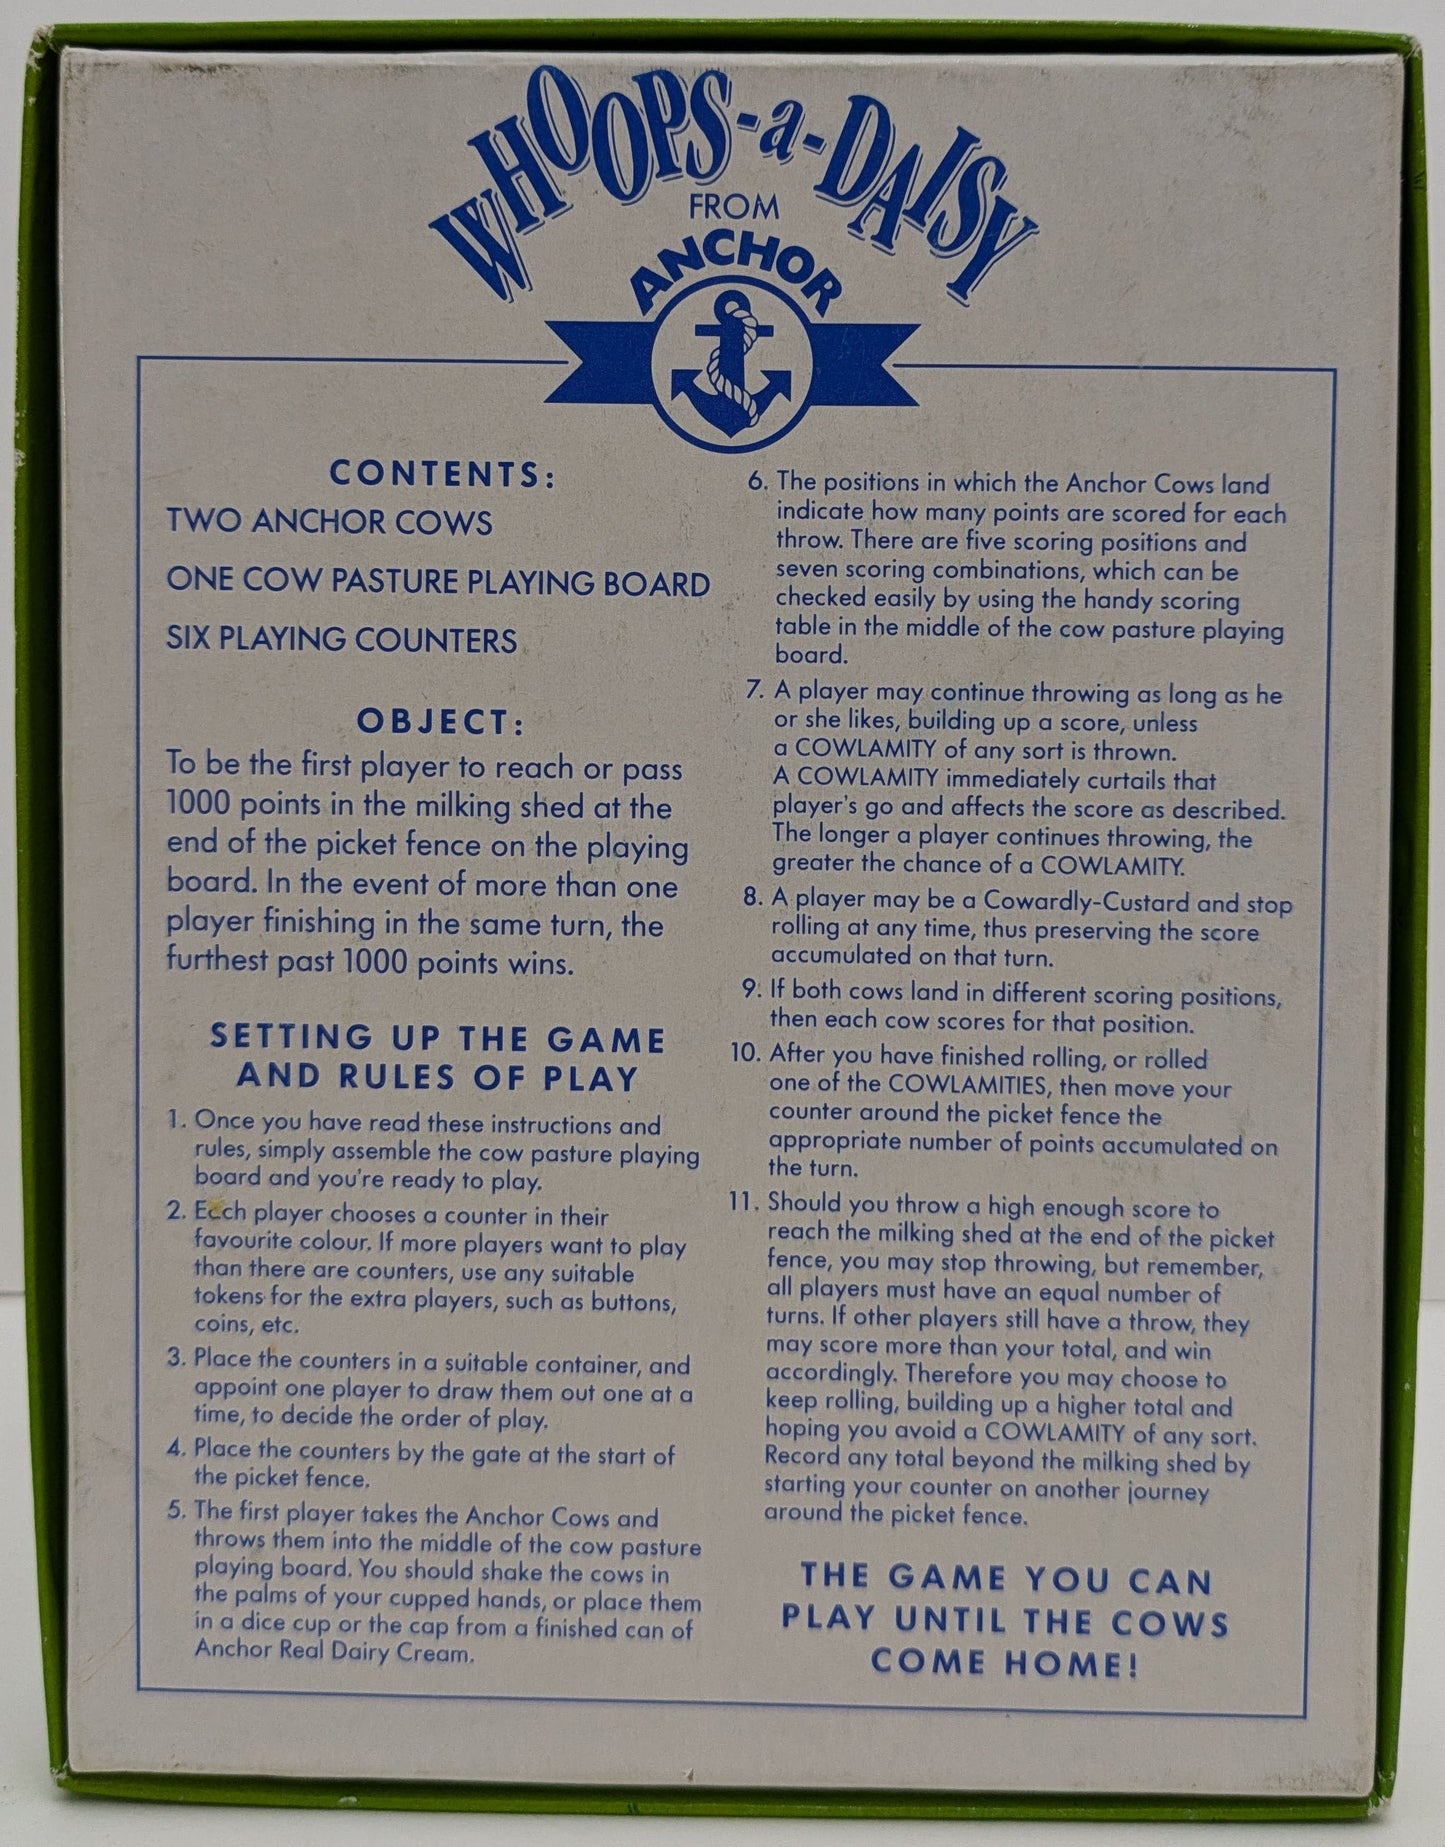 WHOOPS-a-DAISY
FROM
ANCHOR
CONTENTS:
TWO ANCHOR COWS
ONE COW PASTURE PLAYING BOARD
SIX PLAYING COUNTERS
OBJECT:
To be the first player to reach or pass
1000 points in the milking shed at the
end of the picket fence on the playing
board. In the event of more than one
player finishing in the same turn, the
furthest past 1000 points wins.
SETTING UP THE GAME
AND RULES OF PLAY
1. Once you have read these instructions and
rules, simply assemble the cow pasture playing
board and you're ready to play.
2. Each player chooses a counter in their
favourite colour. If more players want to play
than there are counters, use any suitable
tokens for the extra players, such as buttons,
coins, etc.
3. Place the counters in a suitable container, and
appoint one player to draw them out one at a
time, to decide the order of play.
4. Place the counters by the gate at the start of
the picket fence.
5. The first player takes the Anchor Cows and
throws them into the middle of the cow pasture
playing board. You should shake the cows in
the palms of your cupped hands, or place them
in a dice cup or the cap from a finished can of
Anchor Real Dairy Cream.
6. The positions in which the Anchor Cows land
indicate how many points are scored for each
throw. There are five scoring positions and
seven scoring combinations, which can be
checked easily by using the handy scoring
table in the middle of the cow pasture playing
board.
7. A player may continue throwing as long as he
or she likes, building up a score, unless
a COWLAMITY of any sort is thrown.
A COWLAMITY immediately curtails that
player's go and affects the score as described.
The longer a player continues throwing, the
greater the chance of a COWLAMITY.
8. A player may be a Cowardly-Custard and stop
rolling at any time, thus preserving the score
accumulated on that turn.
9. If both cows land in different scoring positions,
then each cow scores for that position.
10. After you have finished rolling, or rolled
one of the COWLAMITIES, then move your
counter around the picket fence the
appropriate number of points accumulated on
the turn.
11. Should you throw a high enough score to
reach the milking shed at the end of the picket
fence, you may stop throwing, but remember,
all players must have an equal number of
turns. If other players still have a throw, they
may score more than your total, and win
accordingly. Therefore you may choose to
keep rolling, building up a higher total and
hoping you avoid a COWLAMITY of any sort.
Record any total beyond the milking shed by
starting your counter on another journey
around the picket fence.
THE GAME YOU CAN
PLAY UNTIL THE COWS
COME HOME!